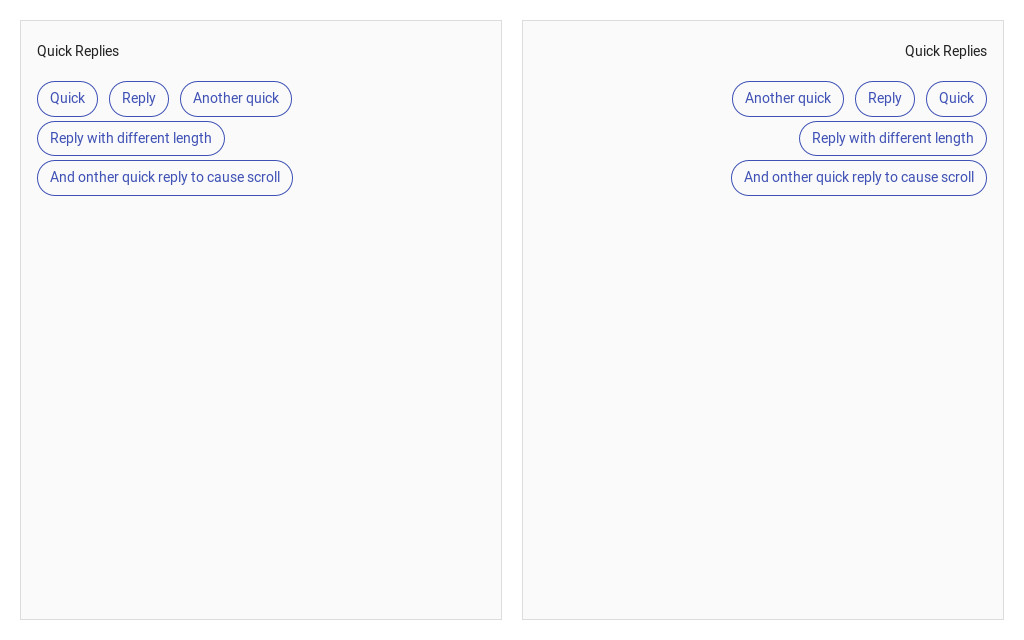 Quick Replies
Quick Reply Another quick
Reply with different length
And onther quick reply to cause scroll
Quick Replies
Another quick Reply Quick
Reply with different length
And onther quick reply to cause scroll